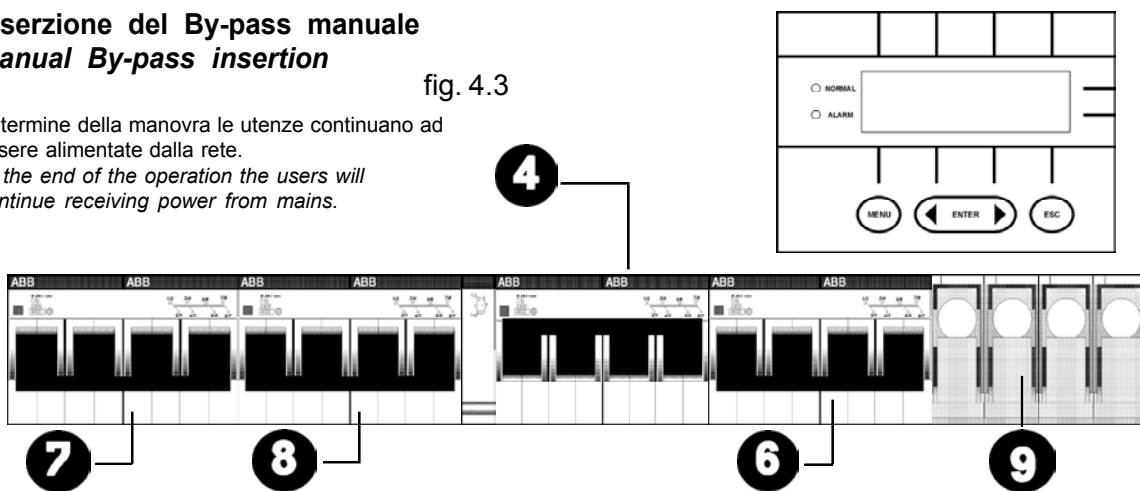 serzione del By-pass manuale
anual By-pass insertion
fig. 4.3
termine della manovra le utenze continuano ad
sere alimentate dalla rete.
the end of the operation the users will
ntinue receiving power from mains.
NORMAL
ALARM
MENU
ENTER
ESC
4
ABB ABB ABB ABB ABB ABB ABB ABB
7
8
6
9